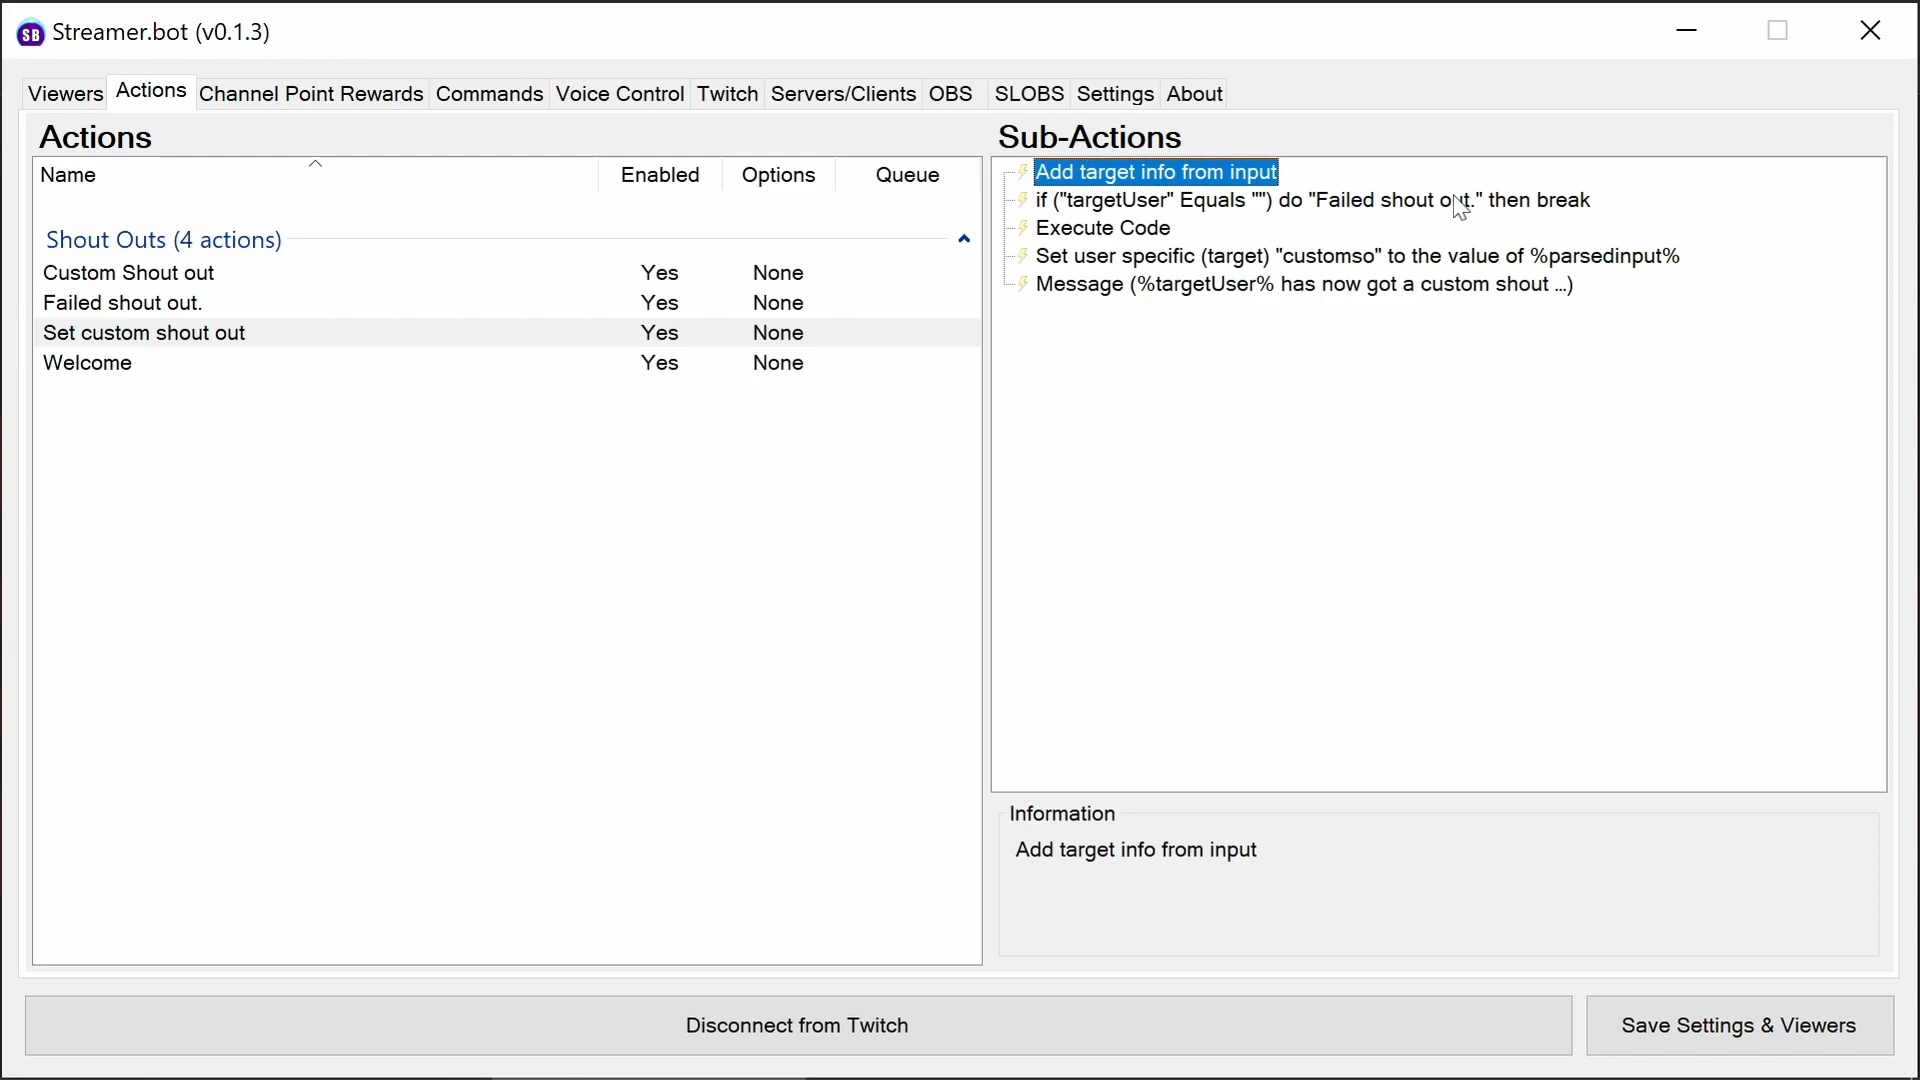 SB Streamer.bot (v0.1.3)
Viewers Actions Channel Point Rewards Commands Voice Control Twitch Servers/Clients OBS SLOBS Settings About
Actions
Name Enabled Options Queue
Shout Outs (4 actions)
Custom Shout out Yes None
Failed shout out. Yes None
Set custom shout out Yes None
Welcome Yes None
Sub-Actions
Add target info from input
if ("targetUser" Equals "") do "Failed shout out." then break
Execute Code
Set user specific (target) "customso" to the value of %parsedinput%
Message (%targetUser% has now got a custom shout ...)
Information
Add target info from input
Disconnect from Twitch
Save Settings & Viewers